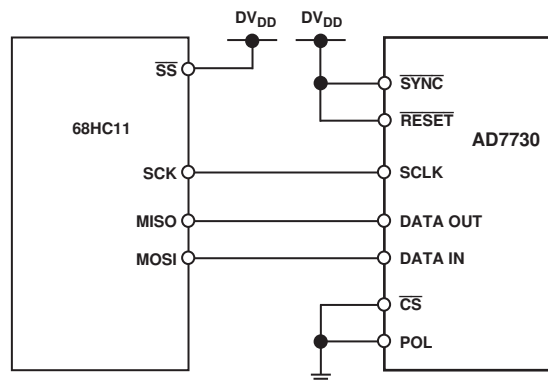 DVDD DVDD
SS
68HC11
SCK
MISO
MOSI
SYNC
RESET
AD7730
SCLK
DATA OUT
DATA IN
CS
POL